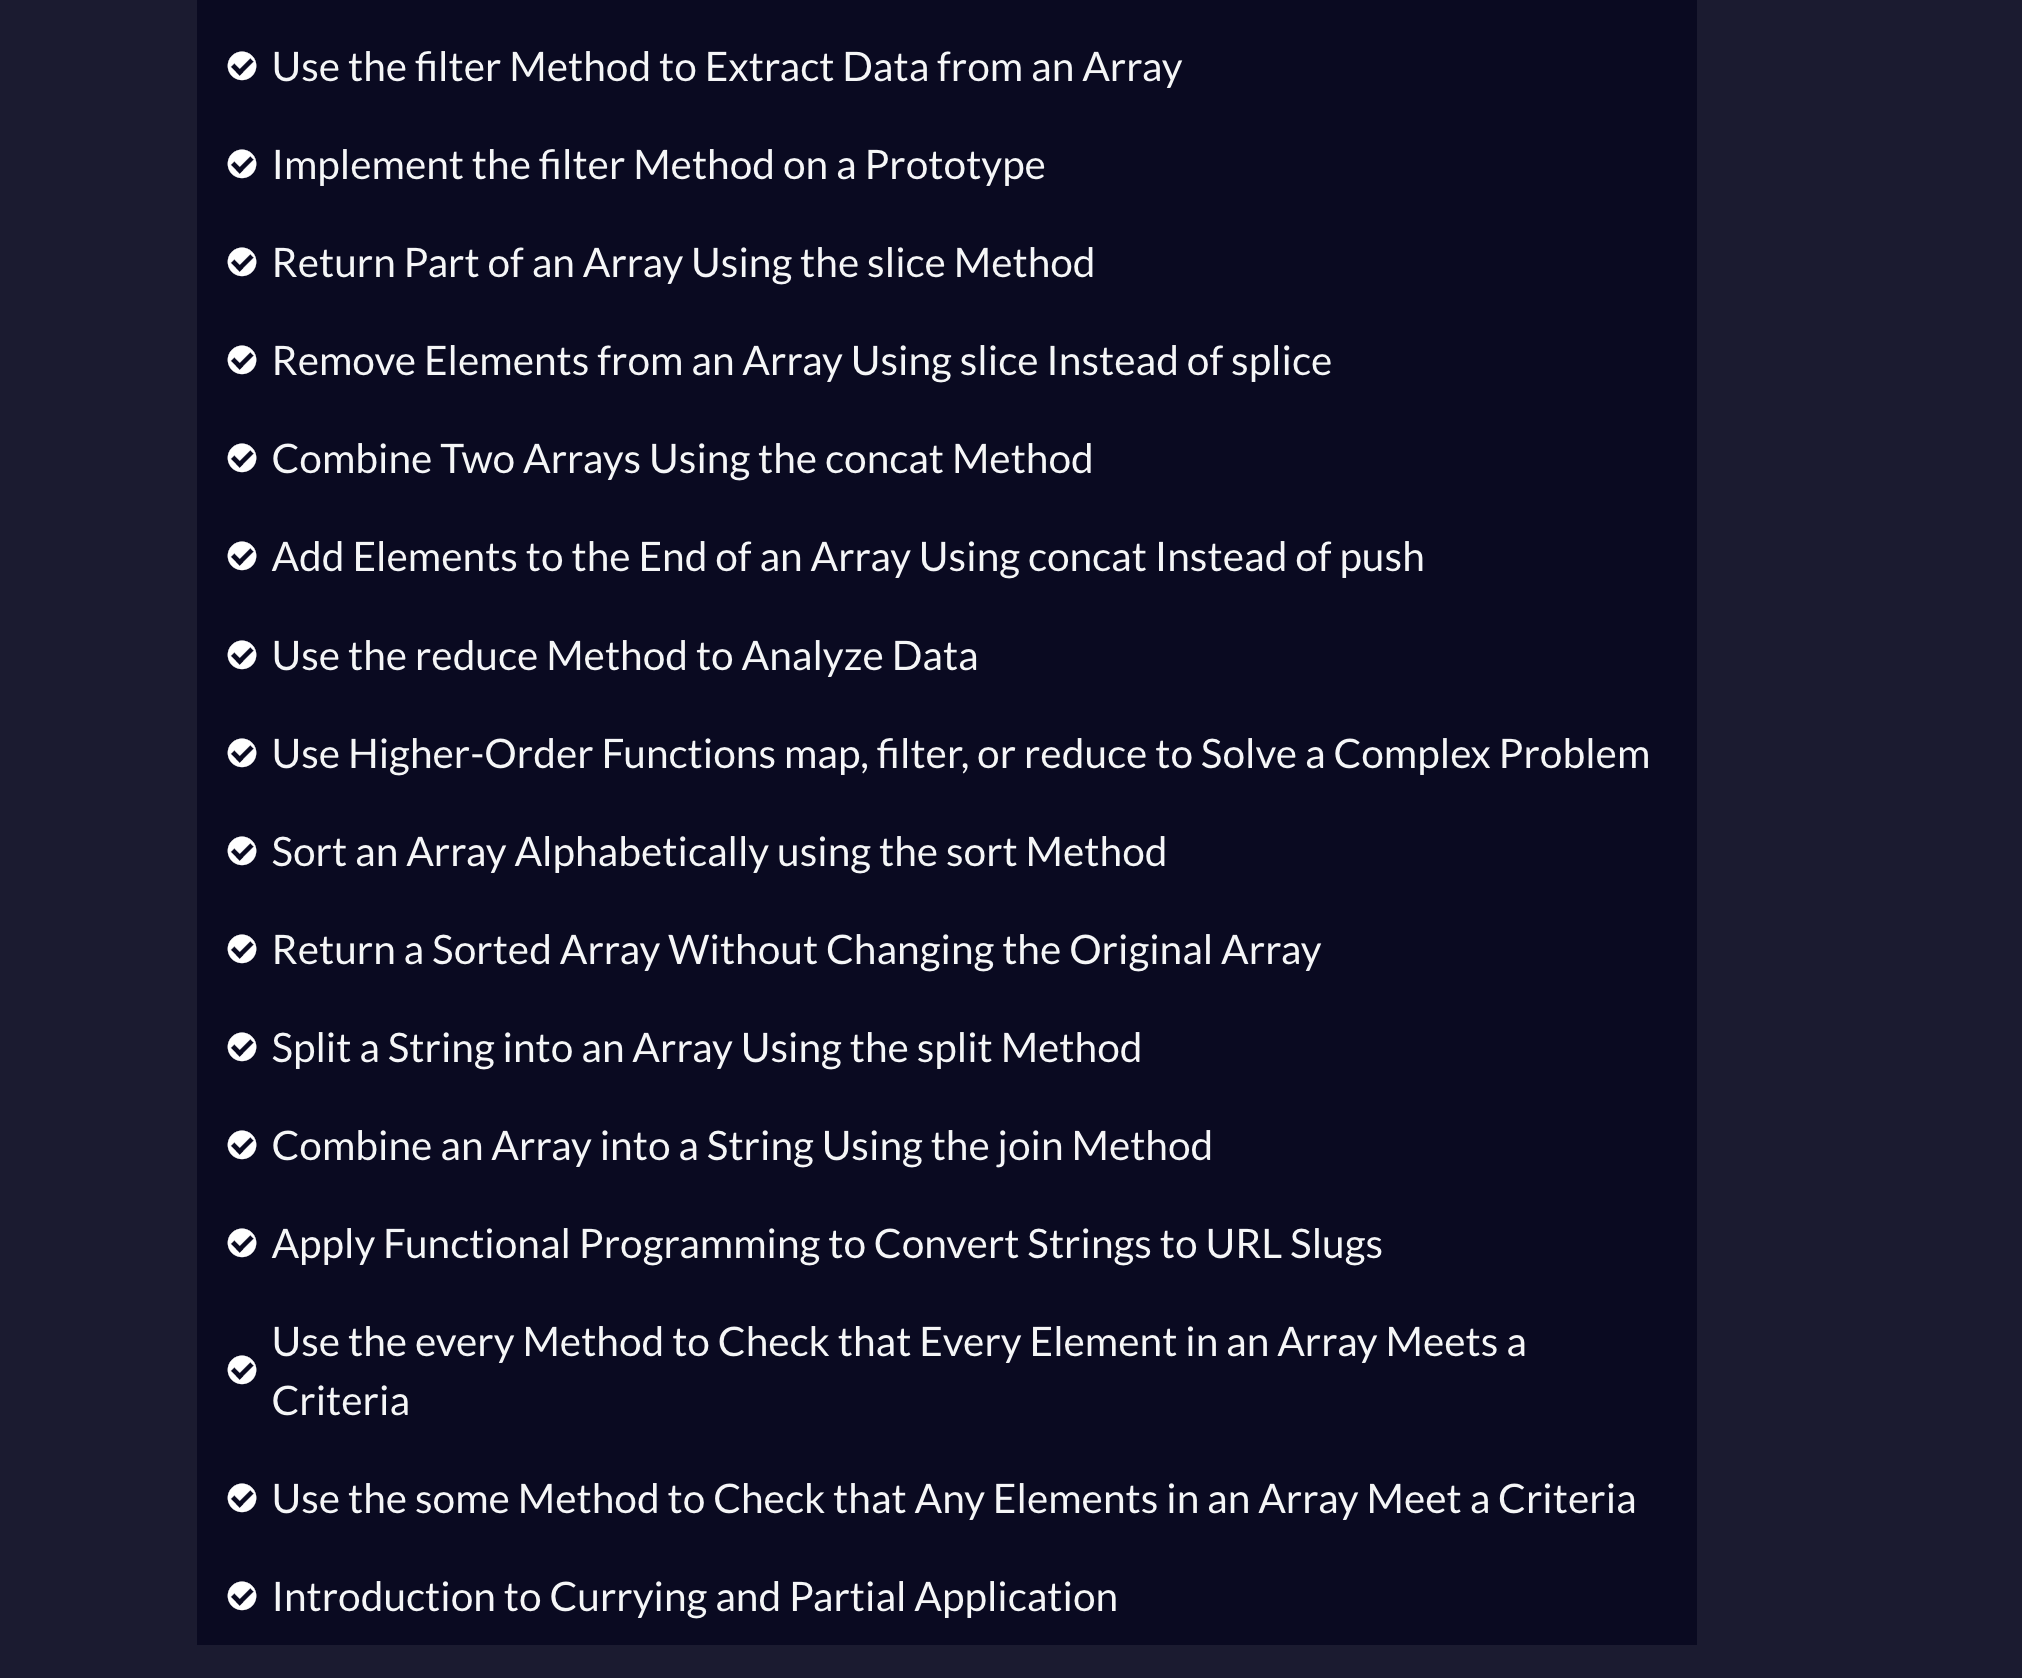 Use the filter Method to Extract Data from an Array
Implement the filter Method on a Prototype
Return Part of an Array Using the slice Method
Remove Elements from an Array Using slice Instead of splice
Combine Two Arrays Using the concat Method
Add Elements to the End of an Array Using concat Instead of push
Use the reduce Method to Analyze Data
Use Higher-Order Functions map, filter, or reduce to Solve a Complex Problem
Sort an Array Alphabetically using the sort Method
Return a Sorted Array Without Changing the Original Array
Split a String into an Array Using the split Method
Combine an Array into a String Using the join Method
Apply Functional Programming to Convert Strings to URL Slugs
Use the every Method to Check that Every Element in an Array Meets a
Criteria
Use the some Method to Check that Any Elements in an Array Meet a Criteria
Introduction to Currying and Partial Application